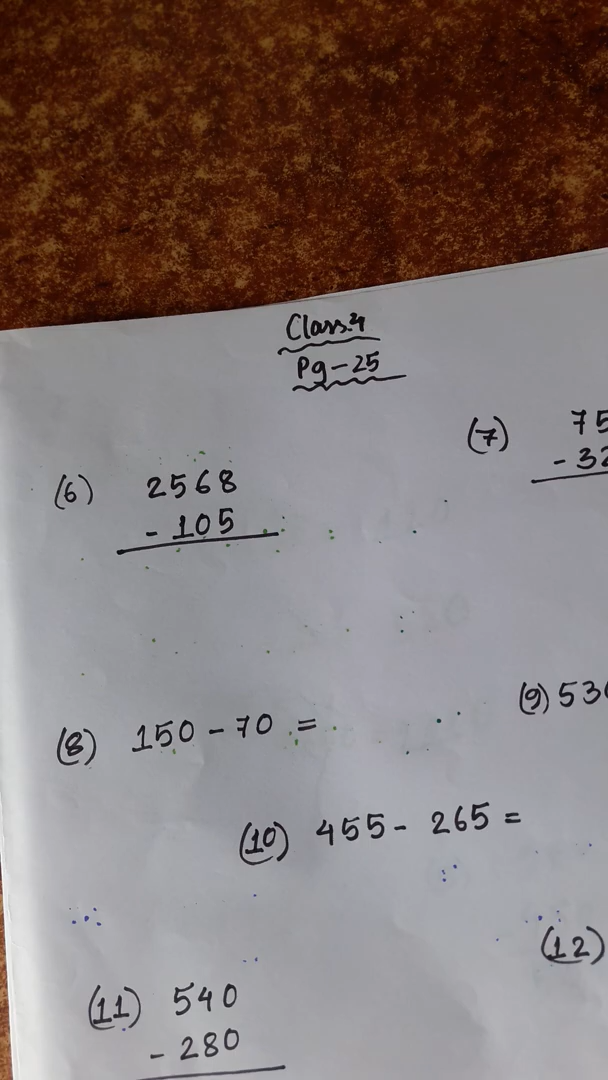 Class:4
Pg-25
(6) 2568
- 105
(7) 75
- 32
(8) 150-70 =
(9) 530
(10) 455- 265 =
(11) 540
- 280
(12)